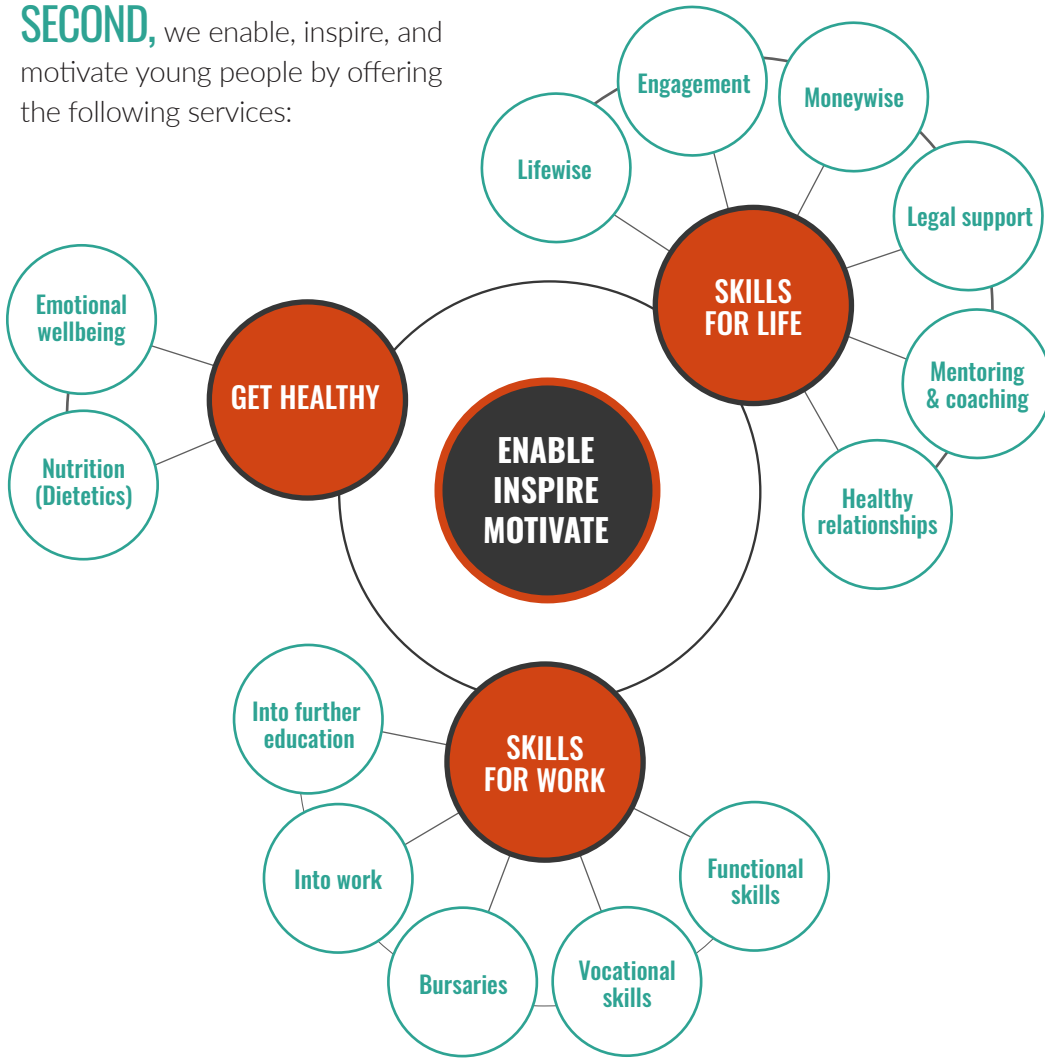 SECOND, we enable, inspire, and
motivate young people by offering
the following services:
Engagement
Moneywise
Lifewise
Legal support
SKILLS
FOR LIFE
Mentoring
& coaching
Healthy
relationships
Emotional
wellbeing
GET HEALTHY
Nutrition
(Dietetics)
ENABLE
INSPIRE
MOTIVATE
Into further
education
SKILLS
FOR WORK
Into work
Functional
skills
Bursaries
Vocational
skills